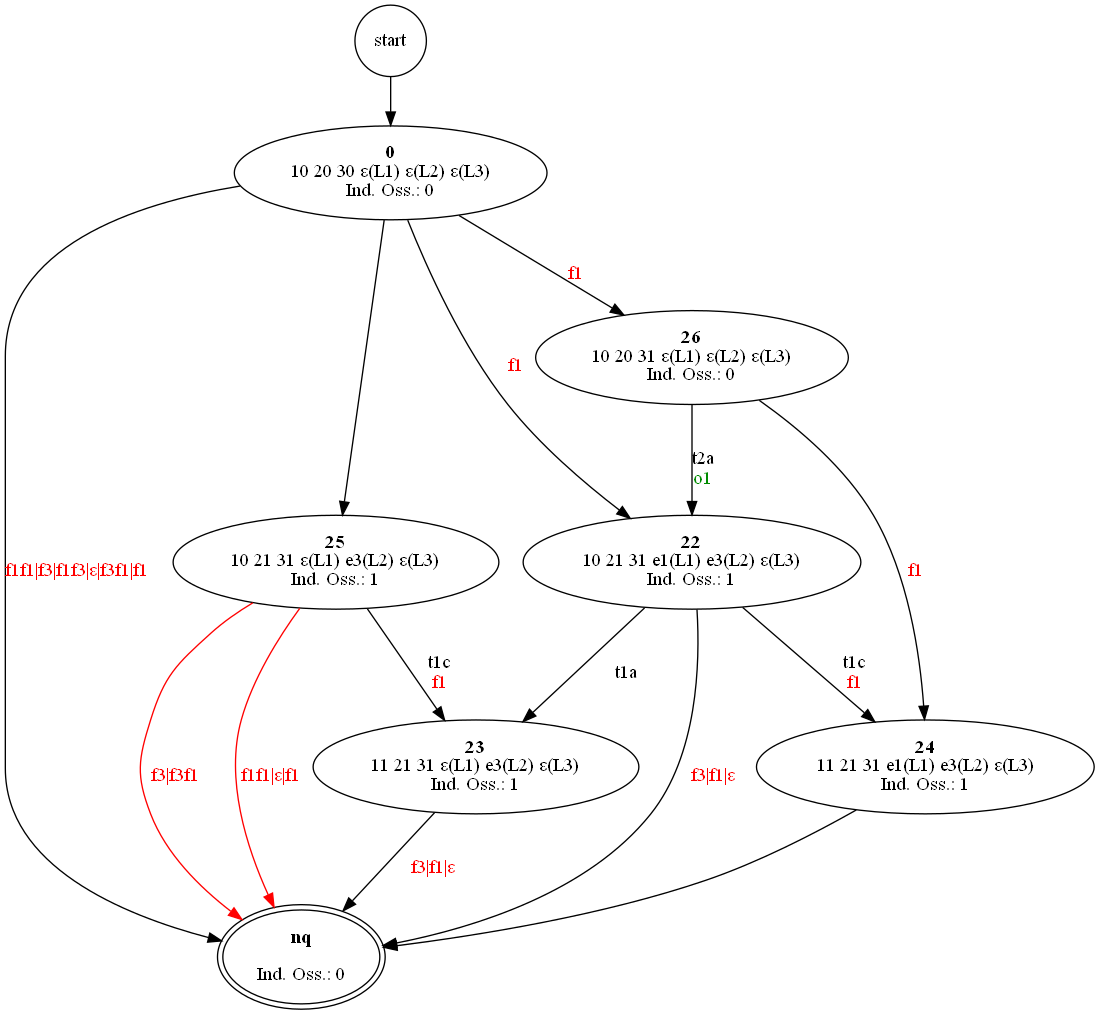 start
0
10 20 30 ε(L1) ε(L2) ε(L3)
Ind. Oss.: 0
f1
26
10 20 31 ε(L1) ε(L2) ε(L3)
Ind. Oss.: 0
f1
t2a
o1
25
10 21 31 ε(L1) e3(L2) ε(L3)
Ind. Oss.: 1
22
10 21 31 e1(L1) e3(L2) ε(L3)
Ind. Oss.: 1
f1f1|f3|f1f3|ε|f3f1|f1
f1
t1c
f1
t1a
t1c
f1
23
11 21 31 ε(L1) e3(L2) ε(L3)
Ind. Oss.: 1
24
11 21 31 e1(L1) e3(L2) ε(L3)
Ind. Oss.: 1
f3|f3f1
f1f1|ε|f1
f3|f1|ε
f3|f1|ε
nq
Ind. Oss.: 0